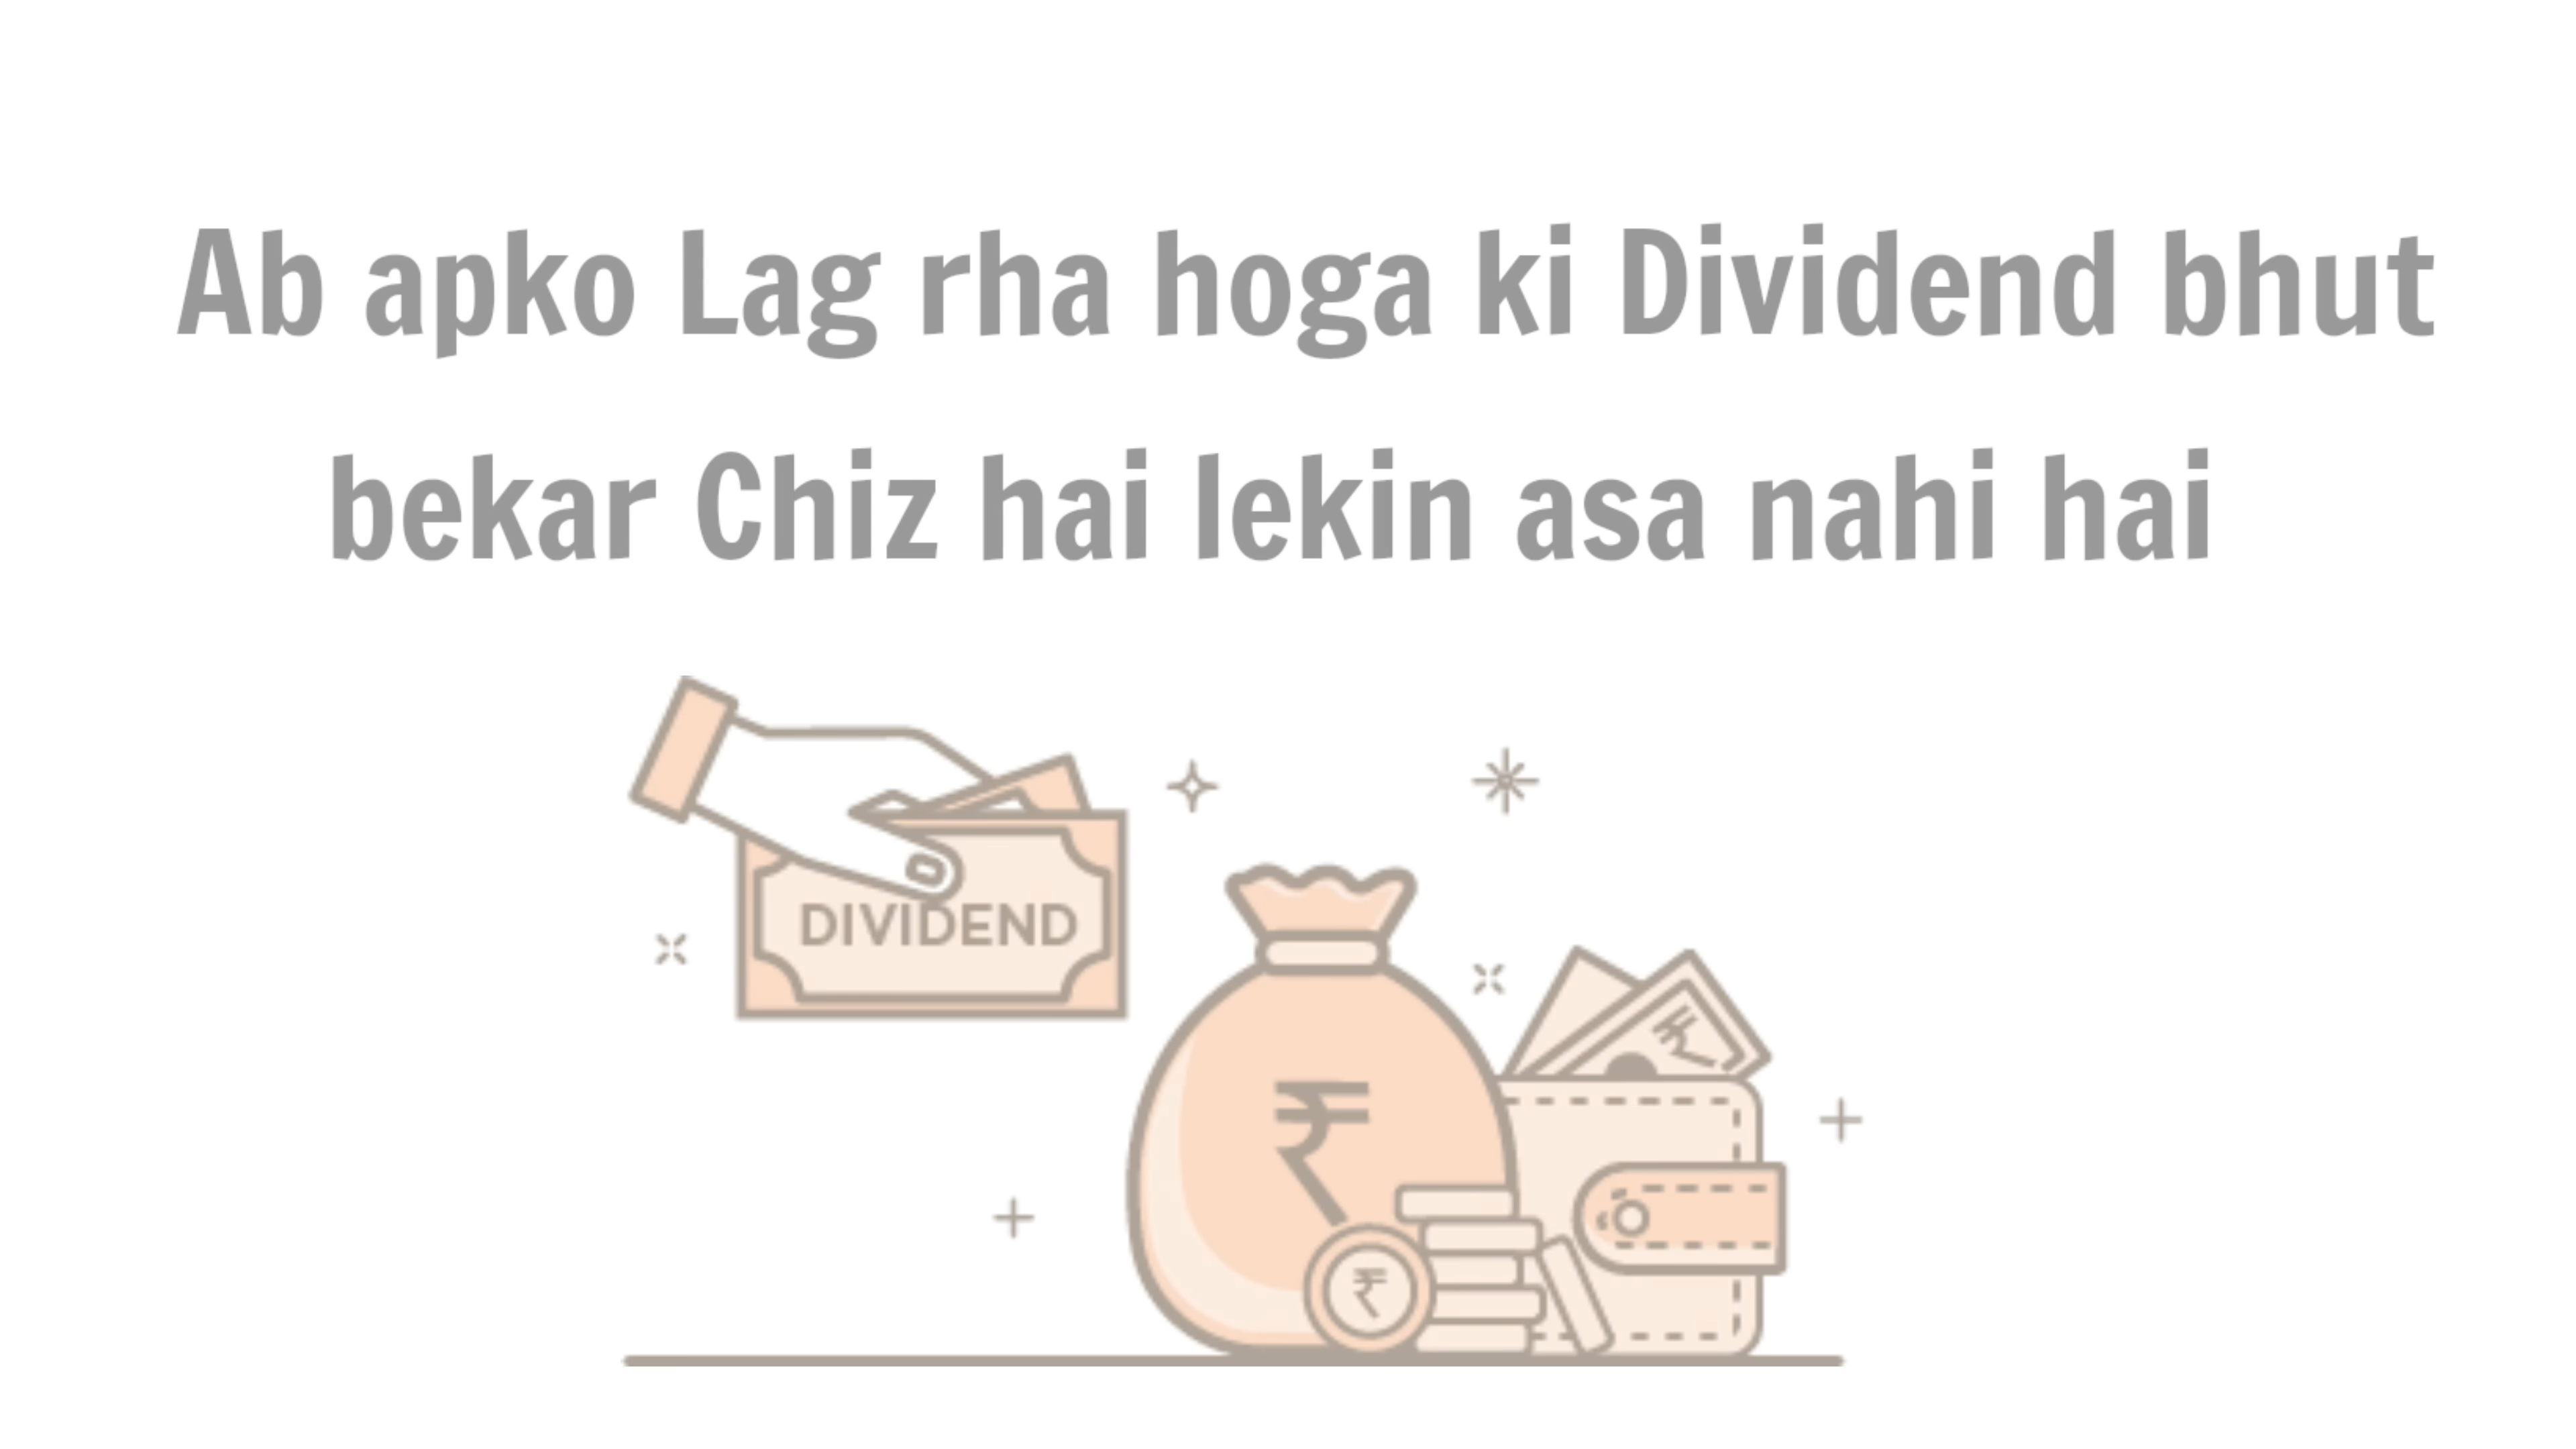 Ab apko Lag rha hoga ki Dividend bhut
bekar Chiz hai lekin asa nahi hai
DIVIDEND
₹
₹
₹